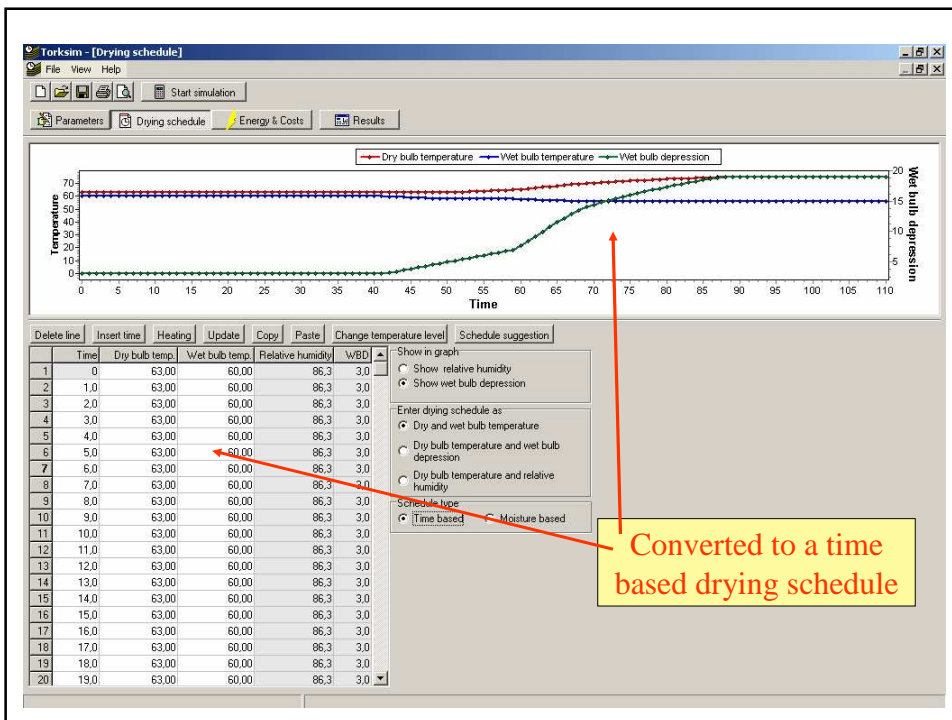 Torksim - [Drying schedule]
File View Help
Start simulation
Parameters Drying schedule Energy & Costs Results
Dry bulb temperature Wet bulb temperature Wet bulb depression
Temperature
70
60
50
40
30
20
10
0
20
15
10
5
Wet bulb depression
0 5 10 15 20 25 30 35 40 45 50 55 60 65 70 75 80 85 90 95 100 105 110
Time
Delete line Insert time Heating Update Copy Paste Change temperature level Schedule suggestion
Time Dry bulb temp. Wet bulb temp. Relative humidity WBD
1 0 63,00 60,00 86,3 3,0
2 1,0 63,00 60,00 86,3 3,0
3 2,0 63,00 60,00 86,3 3,0
4 3,0 63,00 60,00 86,3 3,0
5 4,0 63,00 60,00 86,3 3,0
6 5,0 63,00 60,00 86,3 3,0
7 6,0 63,00 60,00 86,3 3,0
8 7,0 63,00 60,00 86,3 3,0
9 8,0 63,00 60,00 86,3 3,0
10 9,0 63,00 60,00 86,3 3,0
11 10,0 63,00 60,00 86,3 3,0
12 11,0 63,00 60,00 86,3 3,0
13 12,0 63,00 60,00 86,3 3,0
14 13,0 63,00 60,00 86,3 3,0
15 14,0 63,00 60,00 86,3 3,0
16 15,0 63,00 60,00 86,3 3,0
17 16,0 63,00 60,00 86,3 3,0
18 17,0 63,00 60,00 86,3 3,0
19 18,0 63,00 60,00 86,3 3,0
20 19,0 63,00 60,00 86,3 3,0
Show in graph
Show relative humidity
Show wet bulb depression
Enter drying schedule as
Dry and wet bulb temperature
Dry bulb temperature and wet bulb
depression
Dry bulb temperature and relative
humidity
Schedule type
Time based Moisture based
Converted to a time
based drying schedule